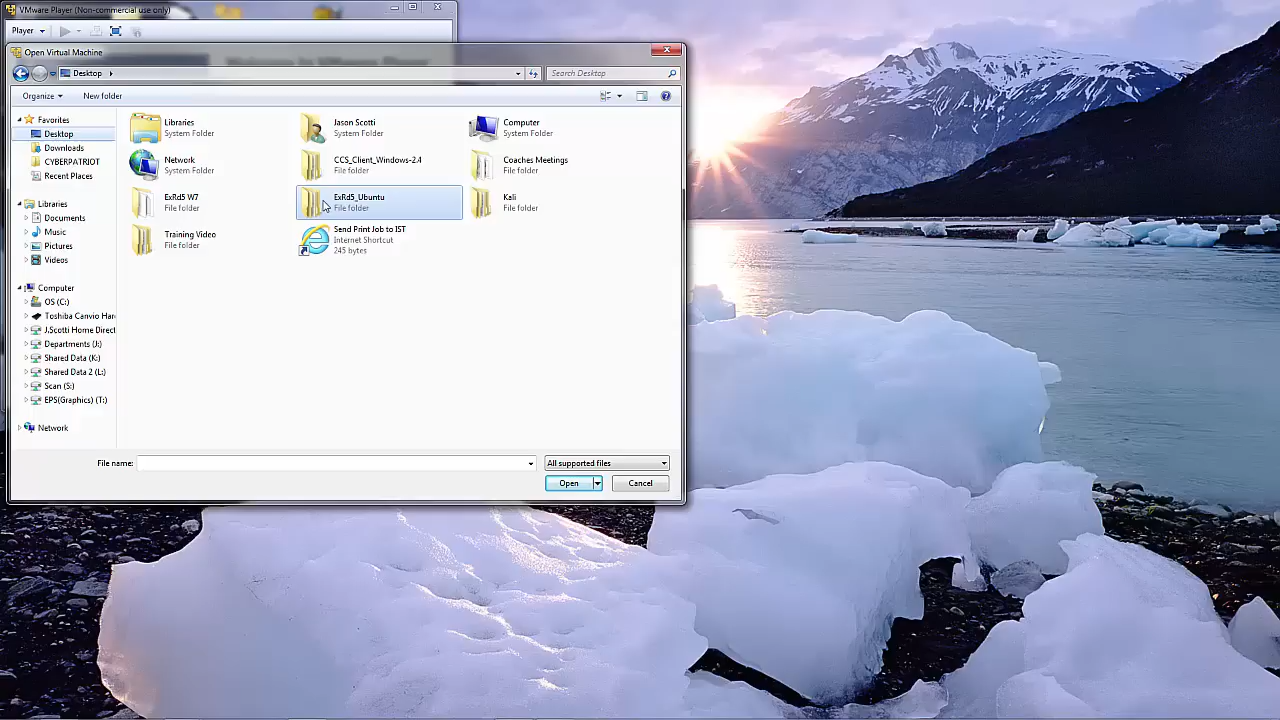 VMware Player (Non-commercial use only)
Player
Open Virtual Machine
Desktop
Search Desktop
Organize
New folder
Favorites
Desktop
Downloads
CYBERPATRIOT
Recent Places
Libraries
Documents
Music
Pictures
Videos
Computer
OS (C:)
Toshiba Canvio Har
J.Scotti Home Direct
Departments (J:)
Shared Data (K:)
Shared Data 2 (L:)
Scan (S:)
EPS(Graphics) (T:)
Network
Libraries
System Folder
Jason Scotti
System Folder
Computer
System Folder
Network
System Folder
CCS_Client_Windows-2.4
File folder
Coaches Meetings
File folder
ExRd5 W7
File folder
ExRd5_Ubuntu
File folder
Kali
File folder
Training Video
File folder
Send Print Job to IST
Internet Shortcut
245 bytes
File name:
All supported files
Open
Cancel